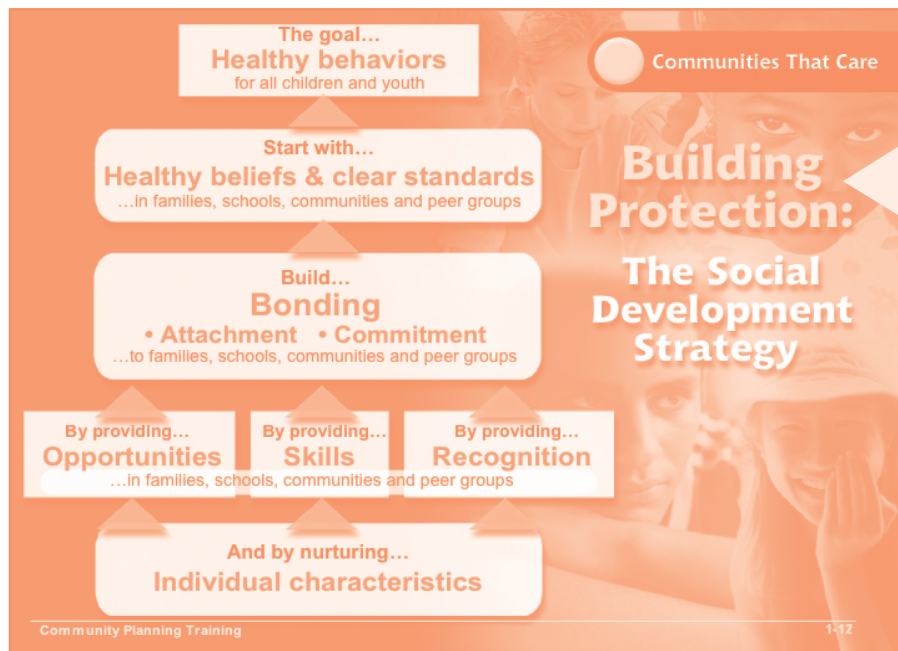 The goal…
Healthy behaviors
for all children and youth
Start with…
Healthy beliefs & clear standards
…in families, schools, communities and peer groups
Build…
Bonding
• Attachment • Commitment
…to families, schools, communities and peer groups
By providing… By providing… By providing…
Opportunities Skills Recognition
…in families, schools, communities and peer groups
And by nurturing…
Individual characteristics
Communities That Care
Building
Protection:
The Social
Development
Strategy
Community Planning Training
1-12